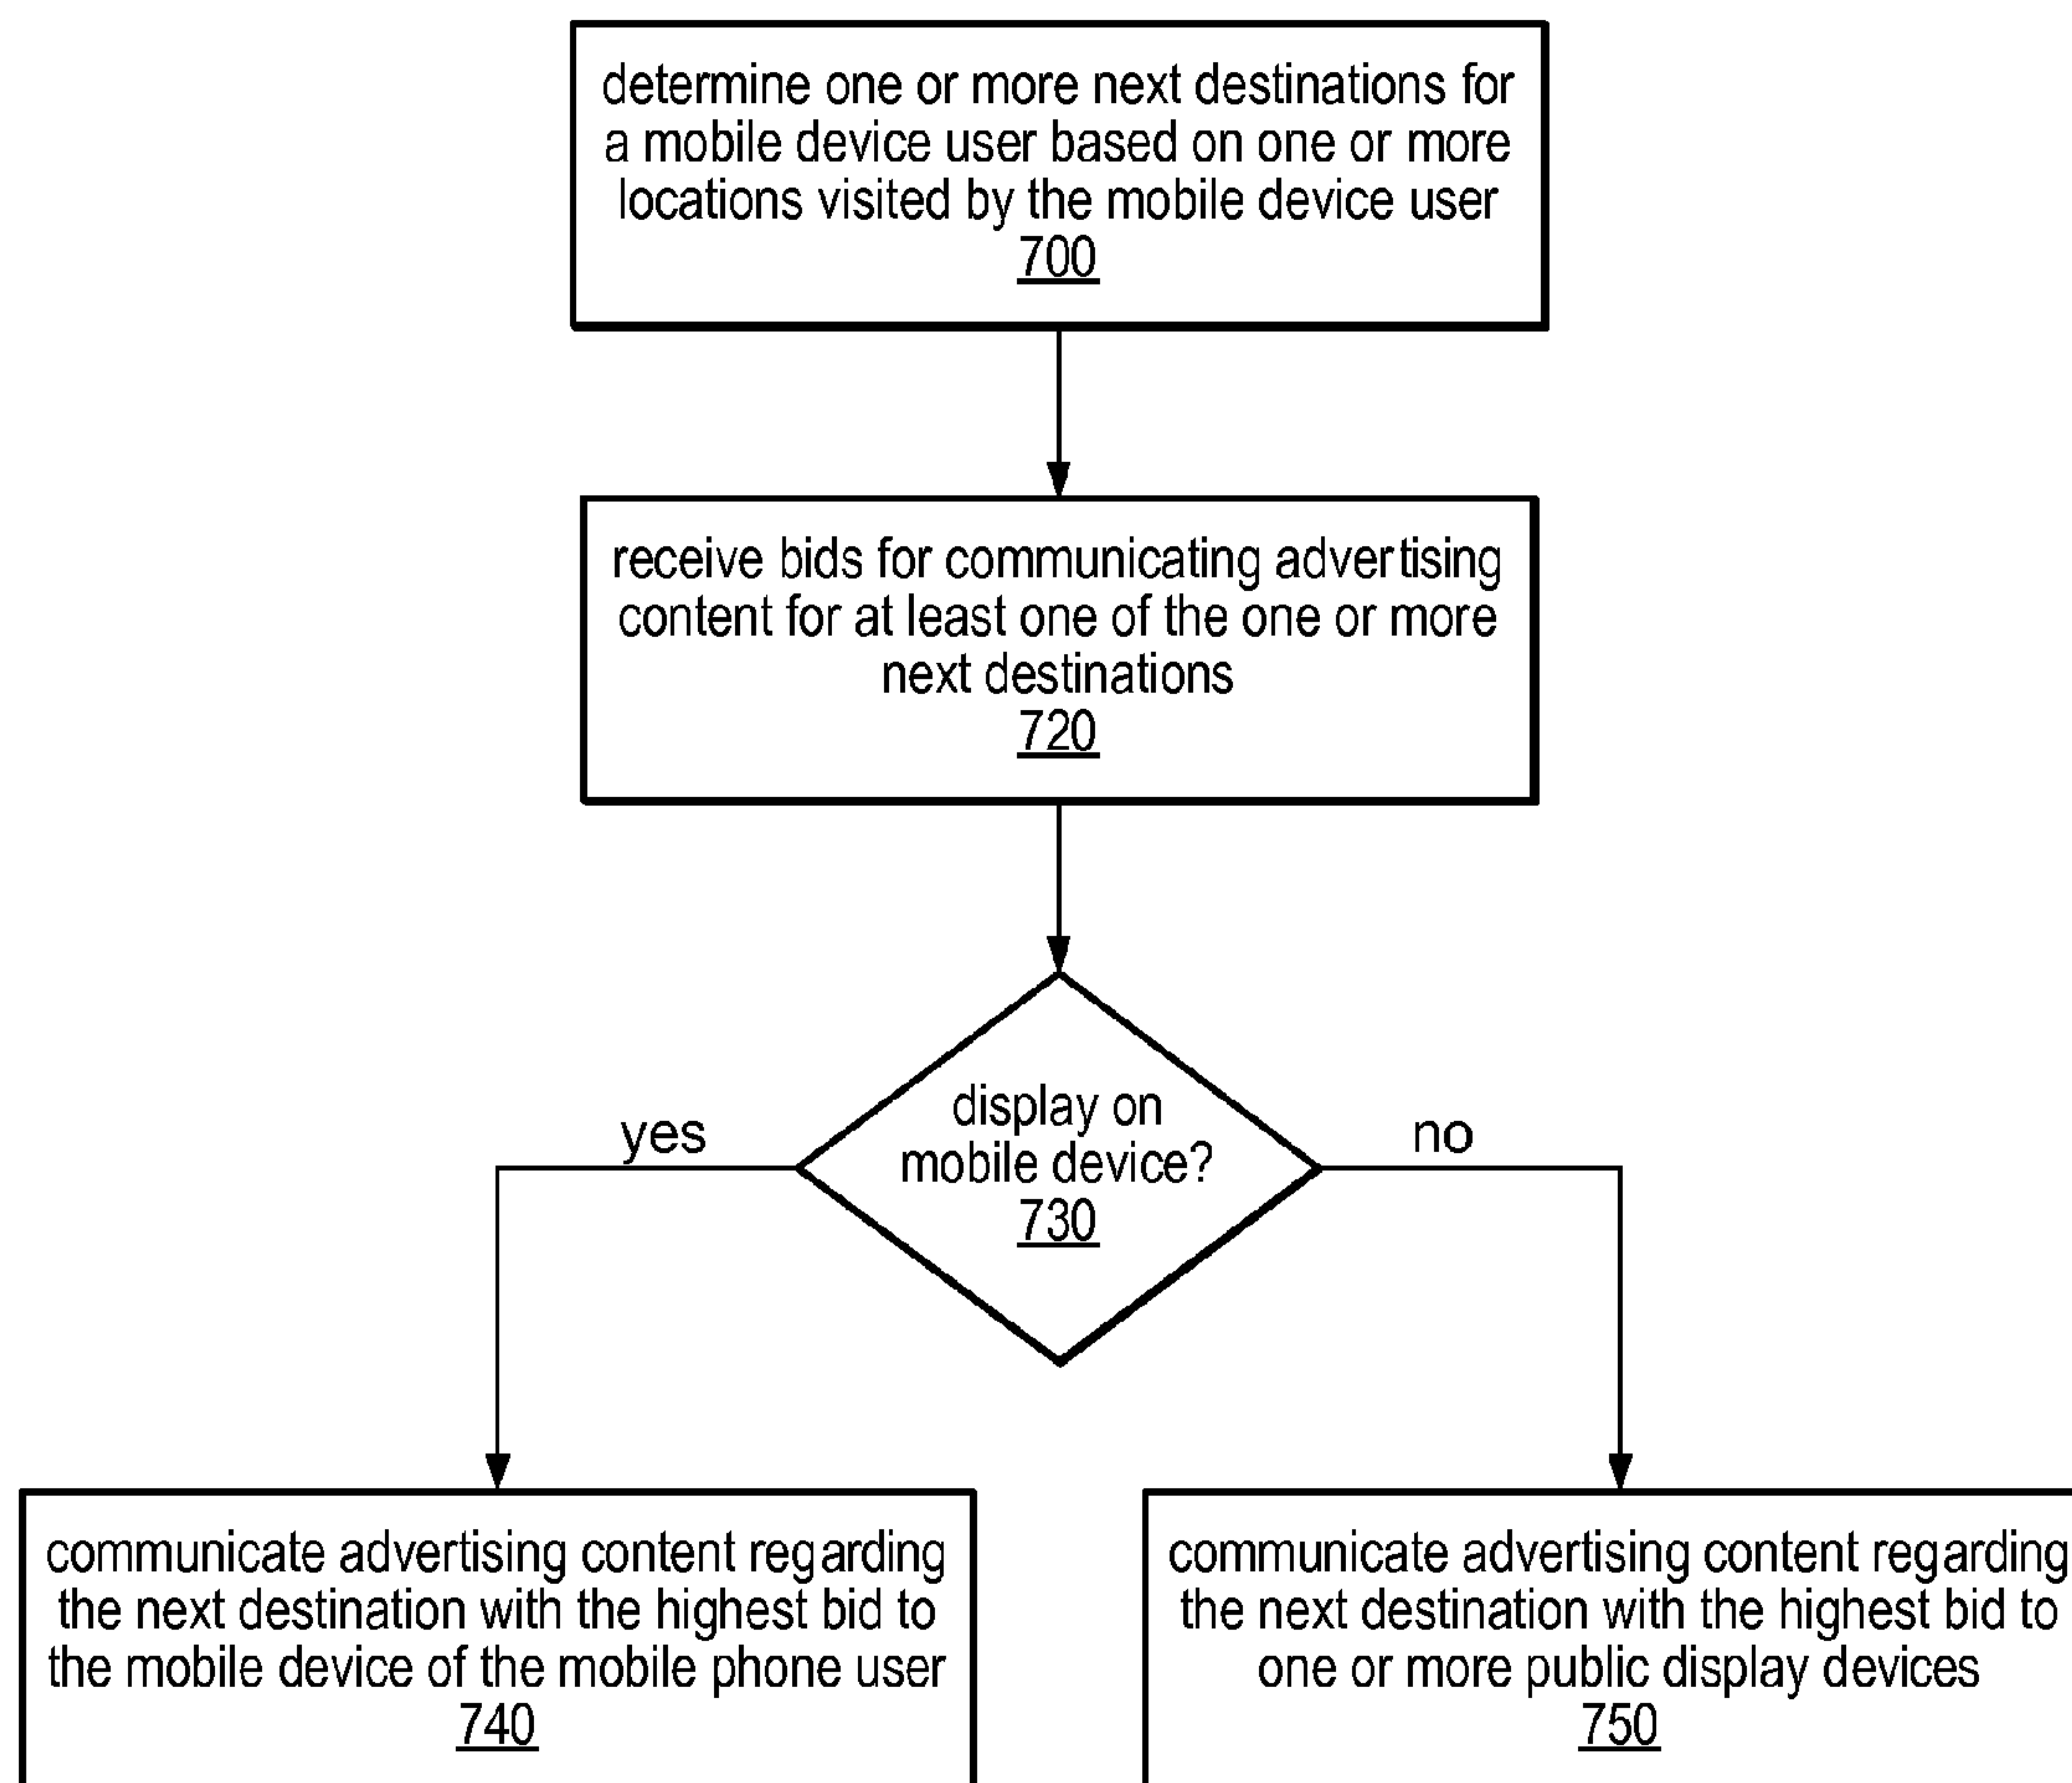 determine one or more next destinations for
a mobile device user based on one or more
locations visited by the mobile device user
700
receive bids for communicating advertising
content for at least one of the one or more
next destinations
720
display on
mobile device?
730
yes
no
communicate advertising content regarding
the next destination with the highest bid to
the mobile device of the mobile phone user
740
communicate advertising content regarding
the next destination with the highest bid to
one or more public display devices
750